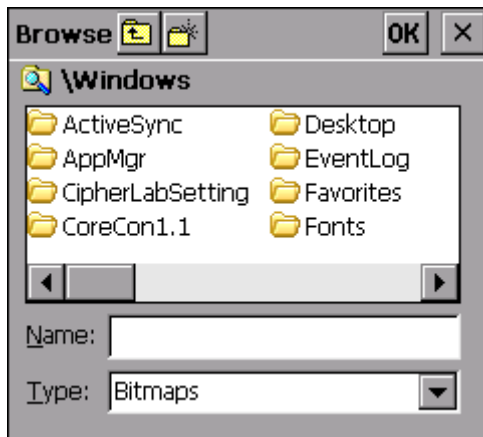 Browse OK ×
\Windows
ActiveSync Desktop
AppMgr EventLog
CipherLabSetting Favorites
CoreCon1.1 Fonts
Name:
Type: Bitmaps